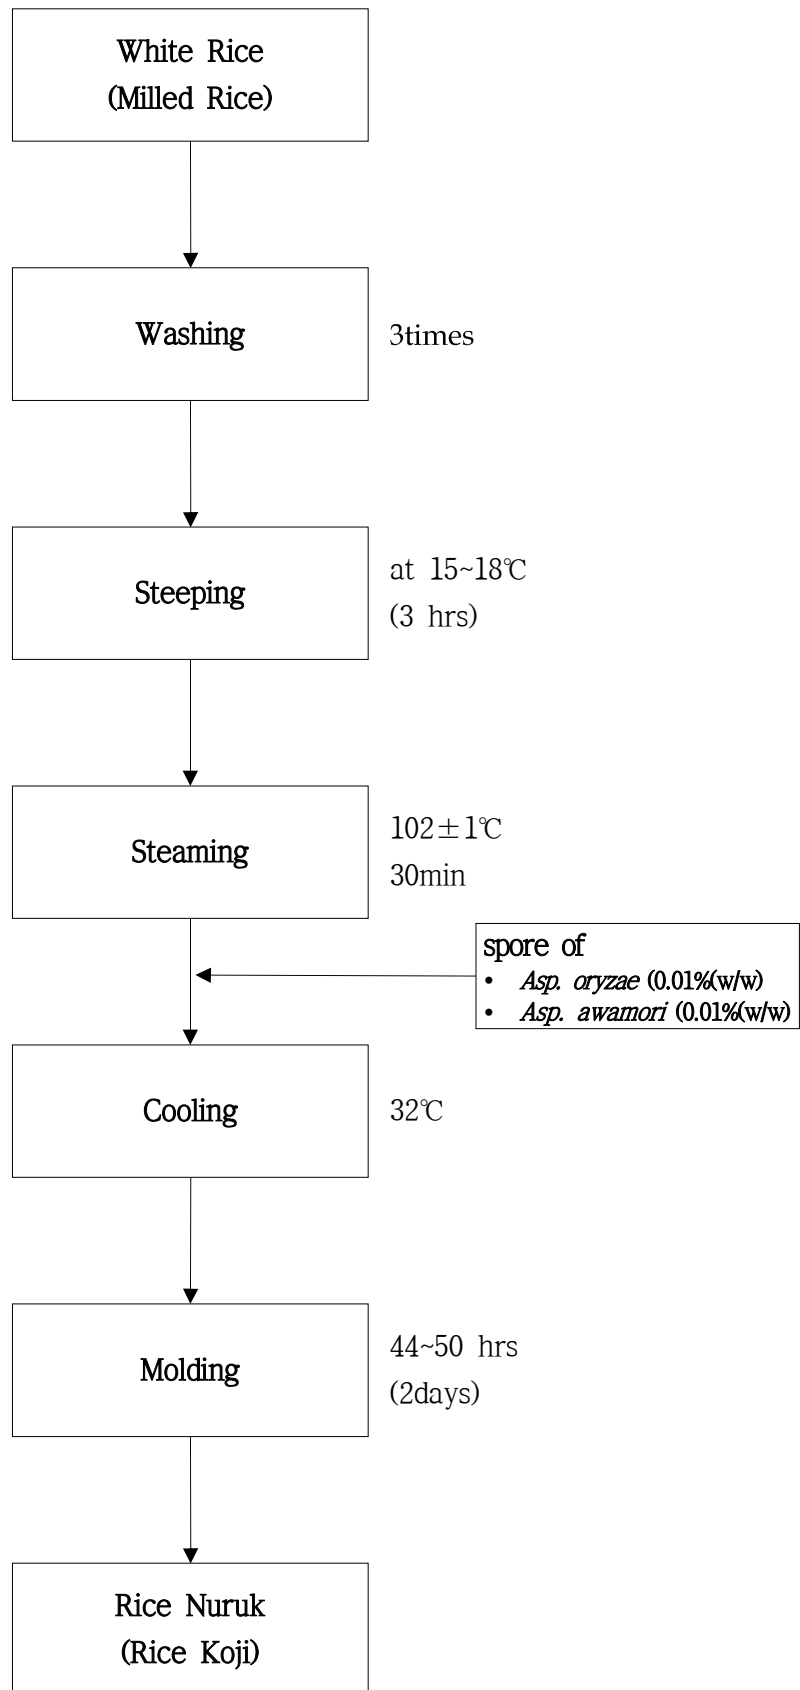 White Rice
(Milled Rice)
Washing
3times
Steeping
at 15~18℃
(3 hrs)
Steaming
102±1℃
30min
spore of
• Asp. oryzae (0.01%(w/w)
• Asp. awamori (0.01%(w/w)
Cooling
32℃
Molding
44~50 hrs
(2days)
Rice Nuruk
(Rice Koji)